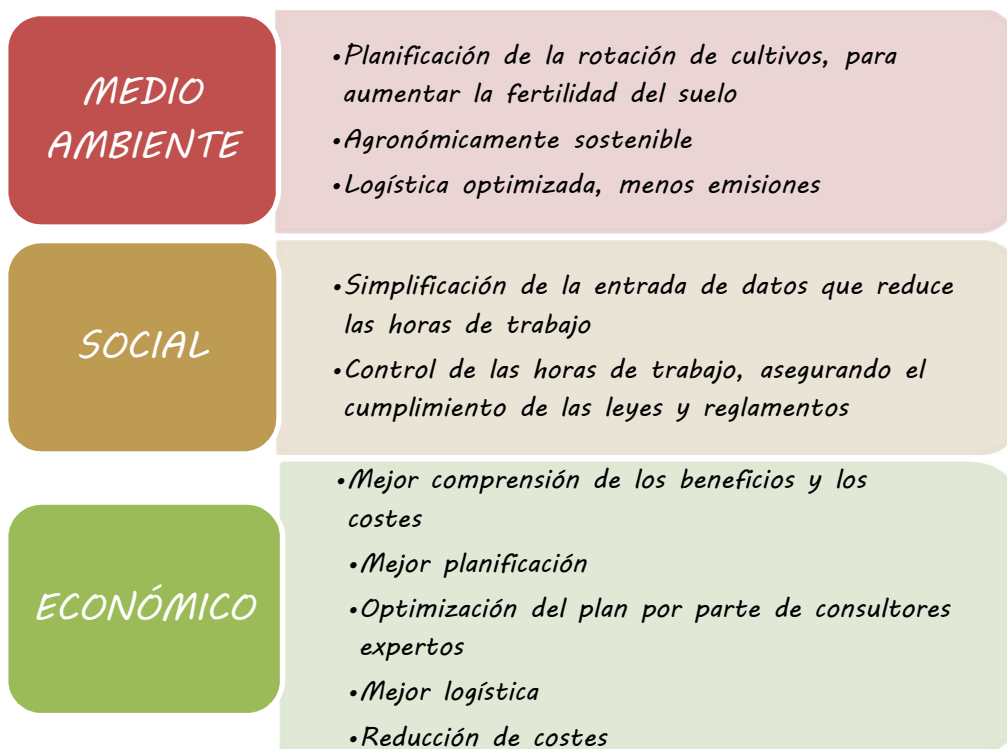 MEDIO
AMBIENTE
•Planificación de la rotación de cultivos, para
aumentar la fertilidad del suelo
•Agronómicamente sostenible
•Logística optimizada, menos emisiones
SOCIAL
•Simplificación de la entrada de datos que reduce
las horas de trabajo
•Control de las horas de trabajo, asegurando el
cumplimiento de las leyes y reglamentos
ECONÓMICO
•Mejor comprensión de los beneficios y los
costes
•Mejor planificación
•Optimización del plan por parte de consultores
expertos
•Mejor logística
•Reducción de costes